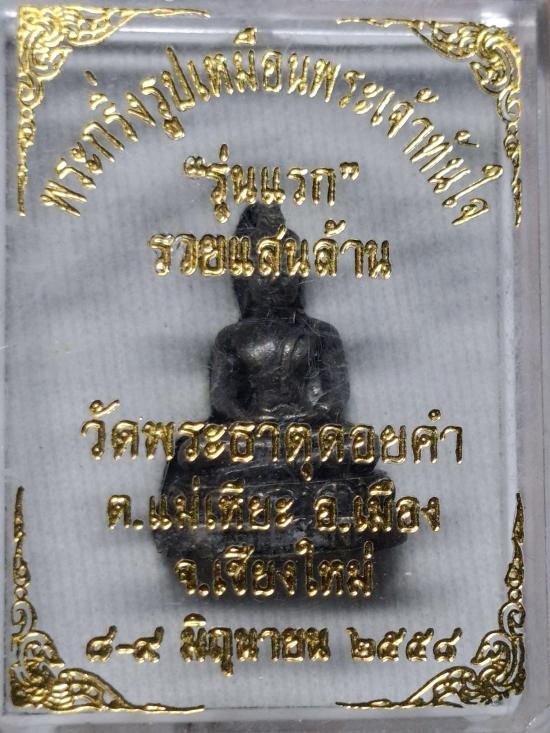 พระกริ่งรูปเหมือนพระเจ้าทันใจ
"รุ่นแรก"
รวยแสนล้าน
วัดพระธาตุดอยคำ
ต.แม่เหียะ อ.เมือง
จ.เชียงใหม่
๘-๙ มิถุนายน ๒๕๕๘